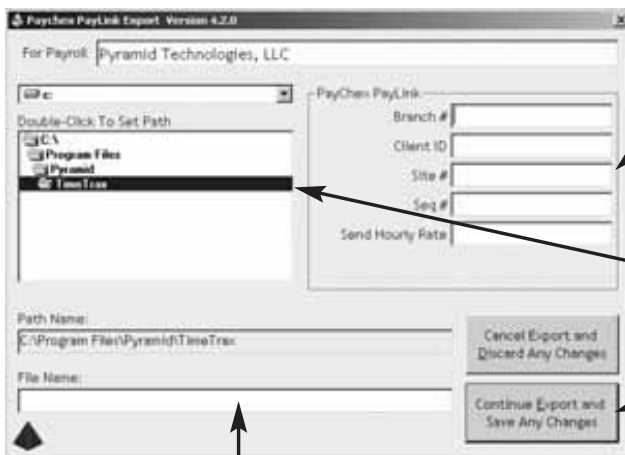 Paychex PayLink Export Version 4.2.0
For Payroll: Pyramid Technologies, LLC
c:
Double-Click To Set Path
C:\
Program Files
Pyramid
TimeTrax
PayChex PayLink
Branch #
Client ID
Site #
Seq #
Send Hourly Rate
Path Name:
C:\Program Files\Pyramid\TimeTrax
File Name:
Cancel Export and
Discard Any Changes
Continue Export and
Save Any Changes